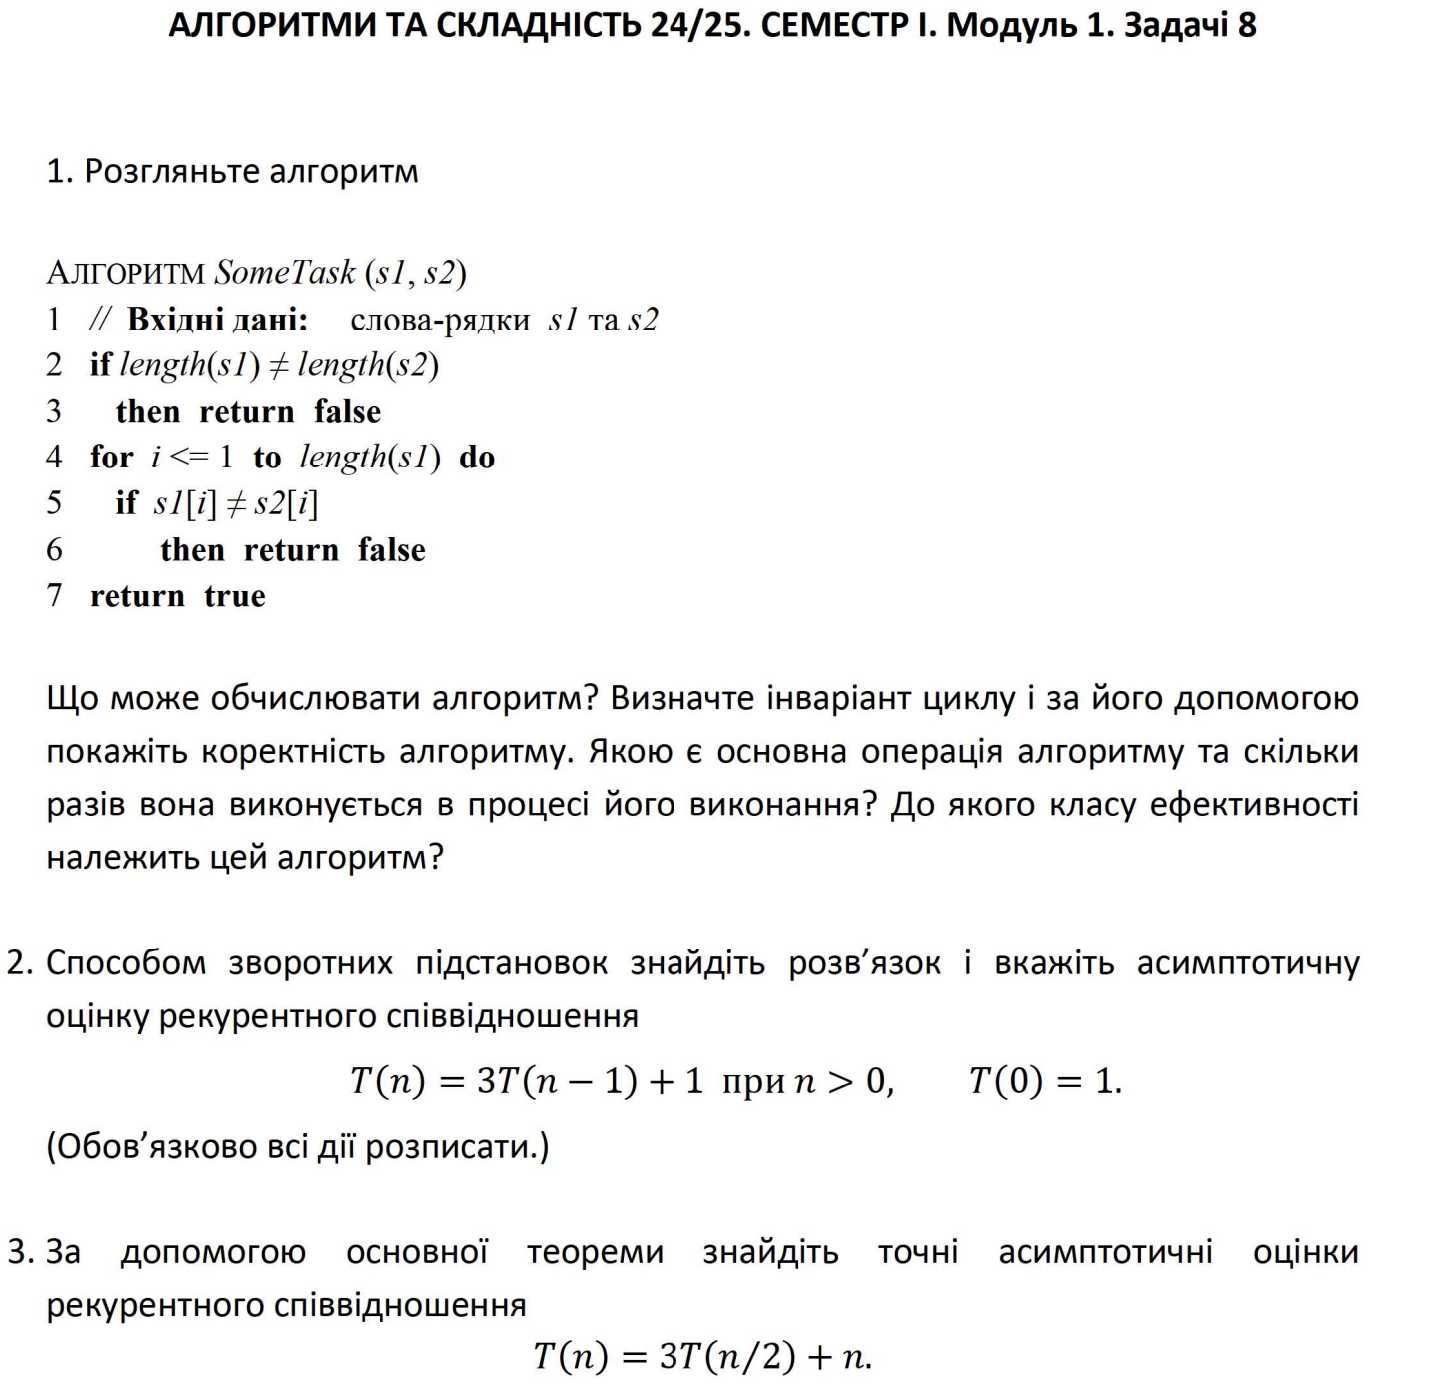 АЛГОРИТМИ ТА СКЛАДНІСТЬ 24/25. СЕМЕСТР І. Модуль 1. Задачі 8
1. Розгляньте алгоритм
АЛГОРИТМ SomeTask (s1, s2)
1 // Вхідні дані: слова-рядки s1 та s2
2 if length(s1) ≠ length(s2)
3 then return false
4 for i <= 1 to length(s1) do
5 if s1[i] ≠ s2[i]
6 then return false
7 return true
Що може обчислювати алгоритм? Визначте інваріант циклу і за його допомогою
покажіть коректність алгоритму. Якою є основна операція алгоритму та скільки
разів вона виконується в процесі його виконання? До якого класу ефективності
належить цей алгоритм?
2. Способом зворотних підстановок знайдіть розв’язок і вкажіть асимптотичну
оцінку рекурентного співвідношення
T(n) = 3T(n − 1) + 1 при n > 0, T(0) = 1.
(Обов’язково всі дії розписати.)
3. За допомогою основної теореми знайдіть точні асимптотичні оцінки
рекурентного співвідношення
T(n) = 3T(n/2) + n.